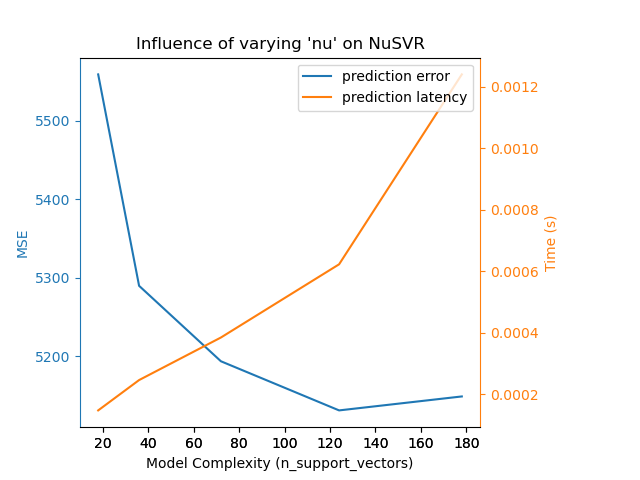 Influence of varying 'nu' on NuSVR
prediction error
prediction latency
5500
5400
5300
5200
MSE
0.0012
0.0010
0.0008
0.0006
0.0004
0.0002
Time (s)
20 40 60 80 100 120 140 160 180
Model Complexity (n_support_vectors)